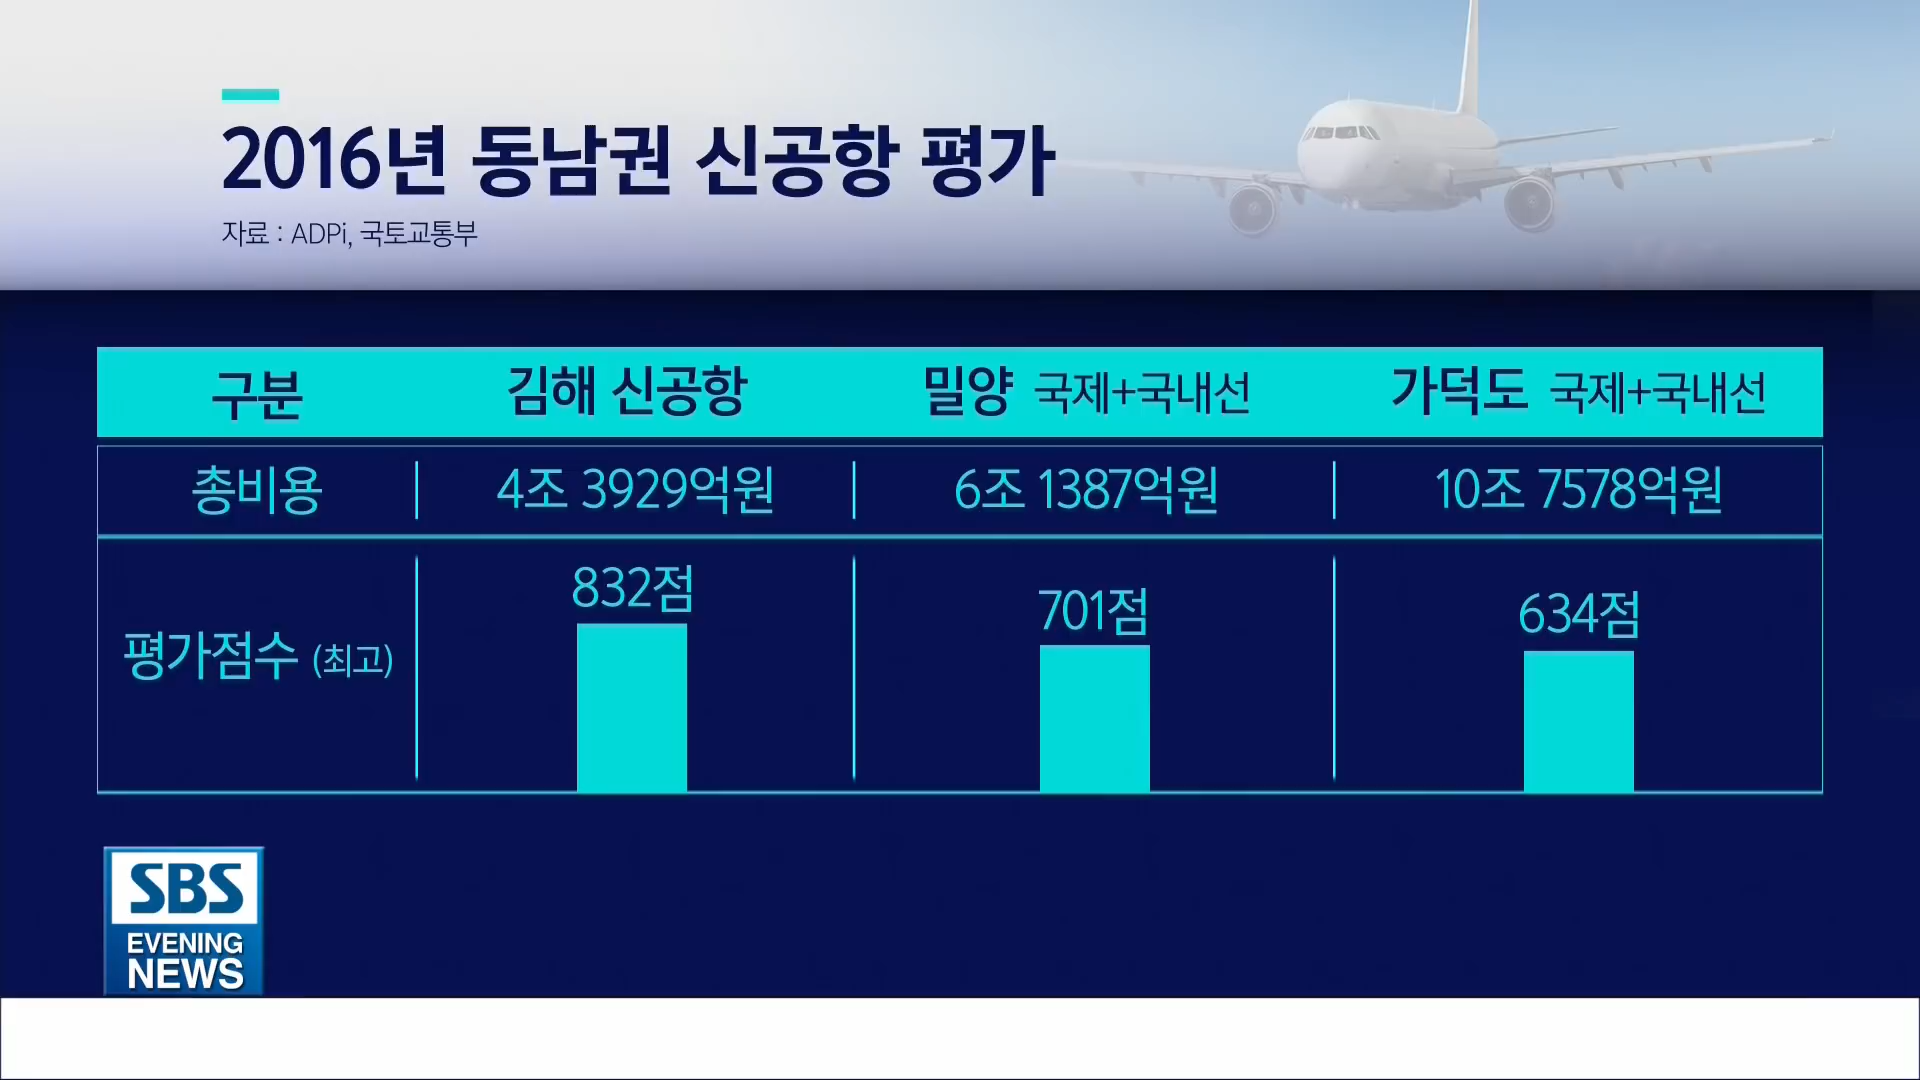 2016년 동남권 신공항 평가
자료 : ADPi, 국토교통부
구분 김해 신공항 밀양 국제+국내선 가덕도 국제+국내선
총비용 4조 3929억원 6조 1387억원 10조 7578억원
832점 701점 634점
평가점수 (최고)
SBS
EVENING
NEWS